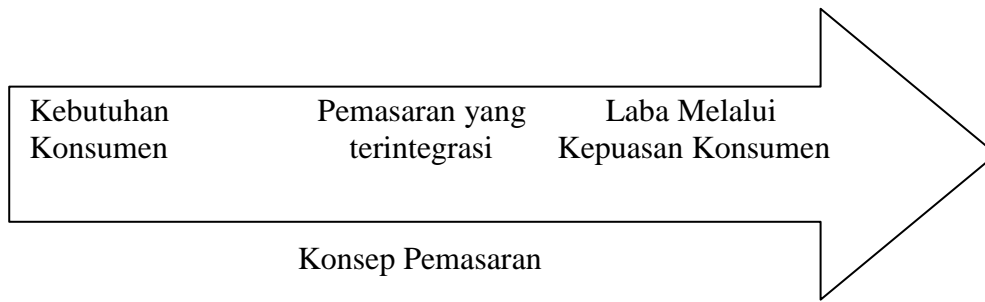 Kebutuhan Konsumen
Pemasaran yang terintegrasi
Laba Melalui Kepuasan Konsumen
Konsep Pemasaran